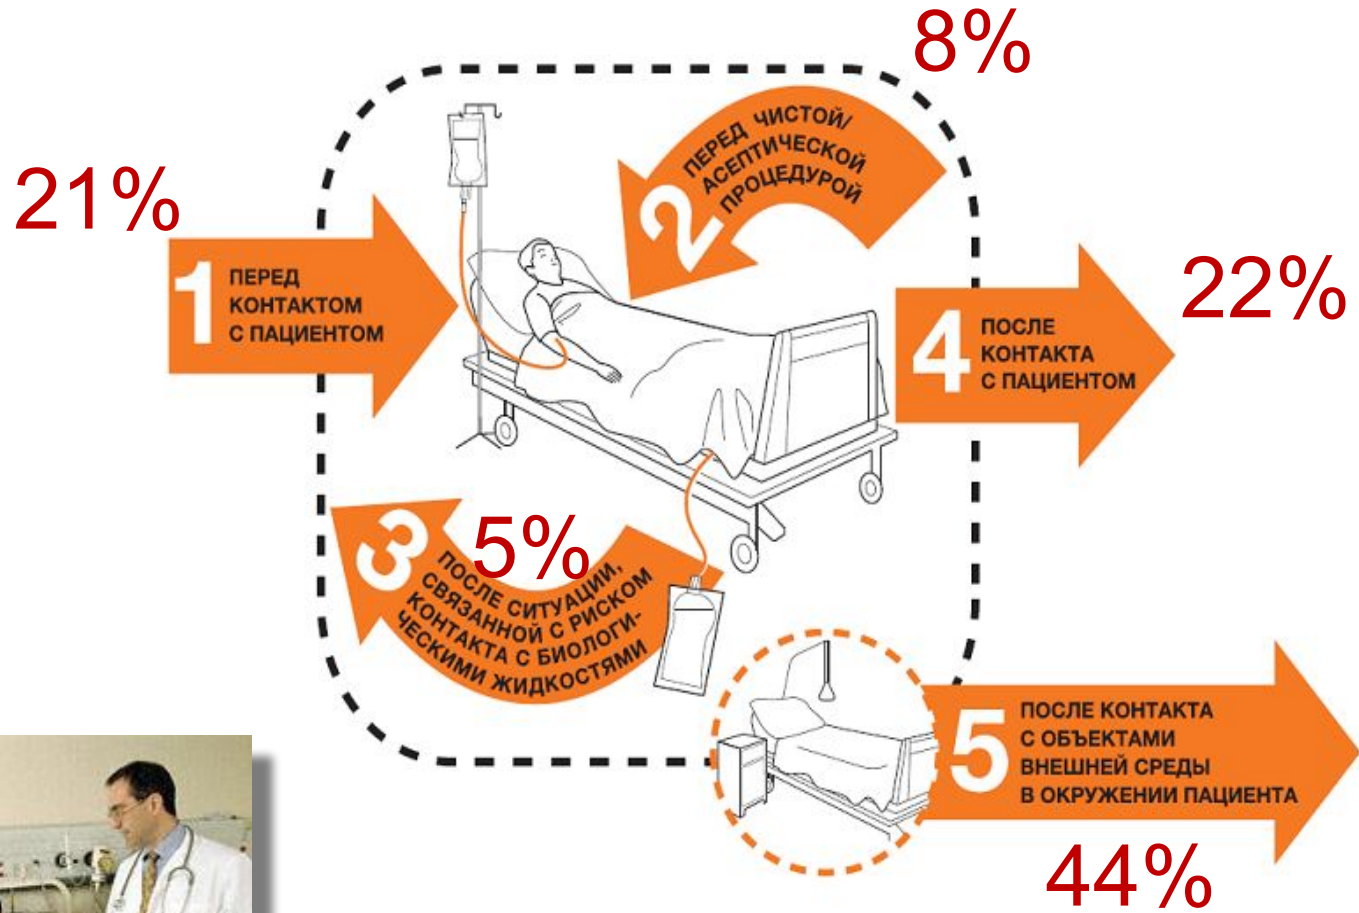 8%
21%
1
ПЕРЕД
КОНТАКТОМ
С ПАЦИЕНТОМ
2
ПЕРЕД ЧИСТОЙ/
АСЕПТИЧЕСКОЙ
ПРОЦЕДУРОЙ
22%
4
ПОСЛЕ
КОНТАКТА
С ПАЦИЕНТОМ
5%
3
ПОСЛЕ СИТУАЦИИ,
СВЯЗАННОЙ С РИСКОМ
КОНТАКТА С БИОЛОГИ-
ЧЕСКИМИ ЖИДКОСТЯМИ
5
ПОСЛЕ КОНТАКТА
С ОБЪЕКТАМИ
ВНЕШНЕЙ СРЕДЫ
В ОКРУЖЕНИИ ПАЦИЕНТА
44%